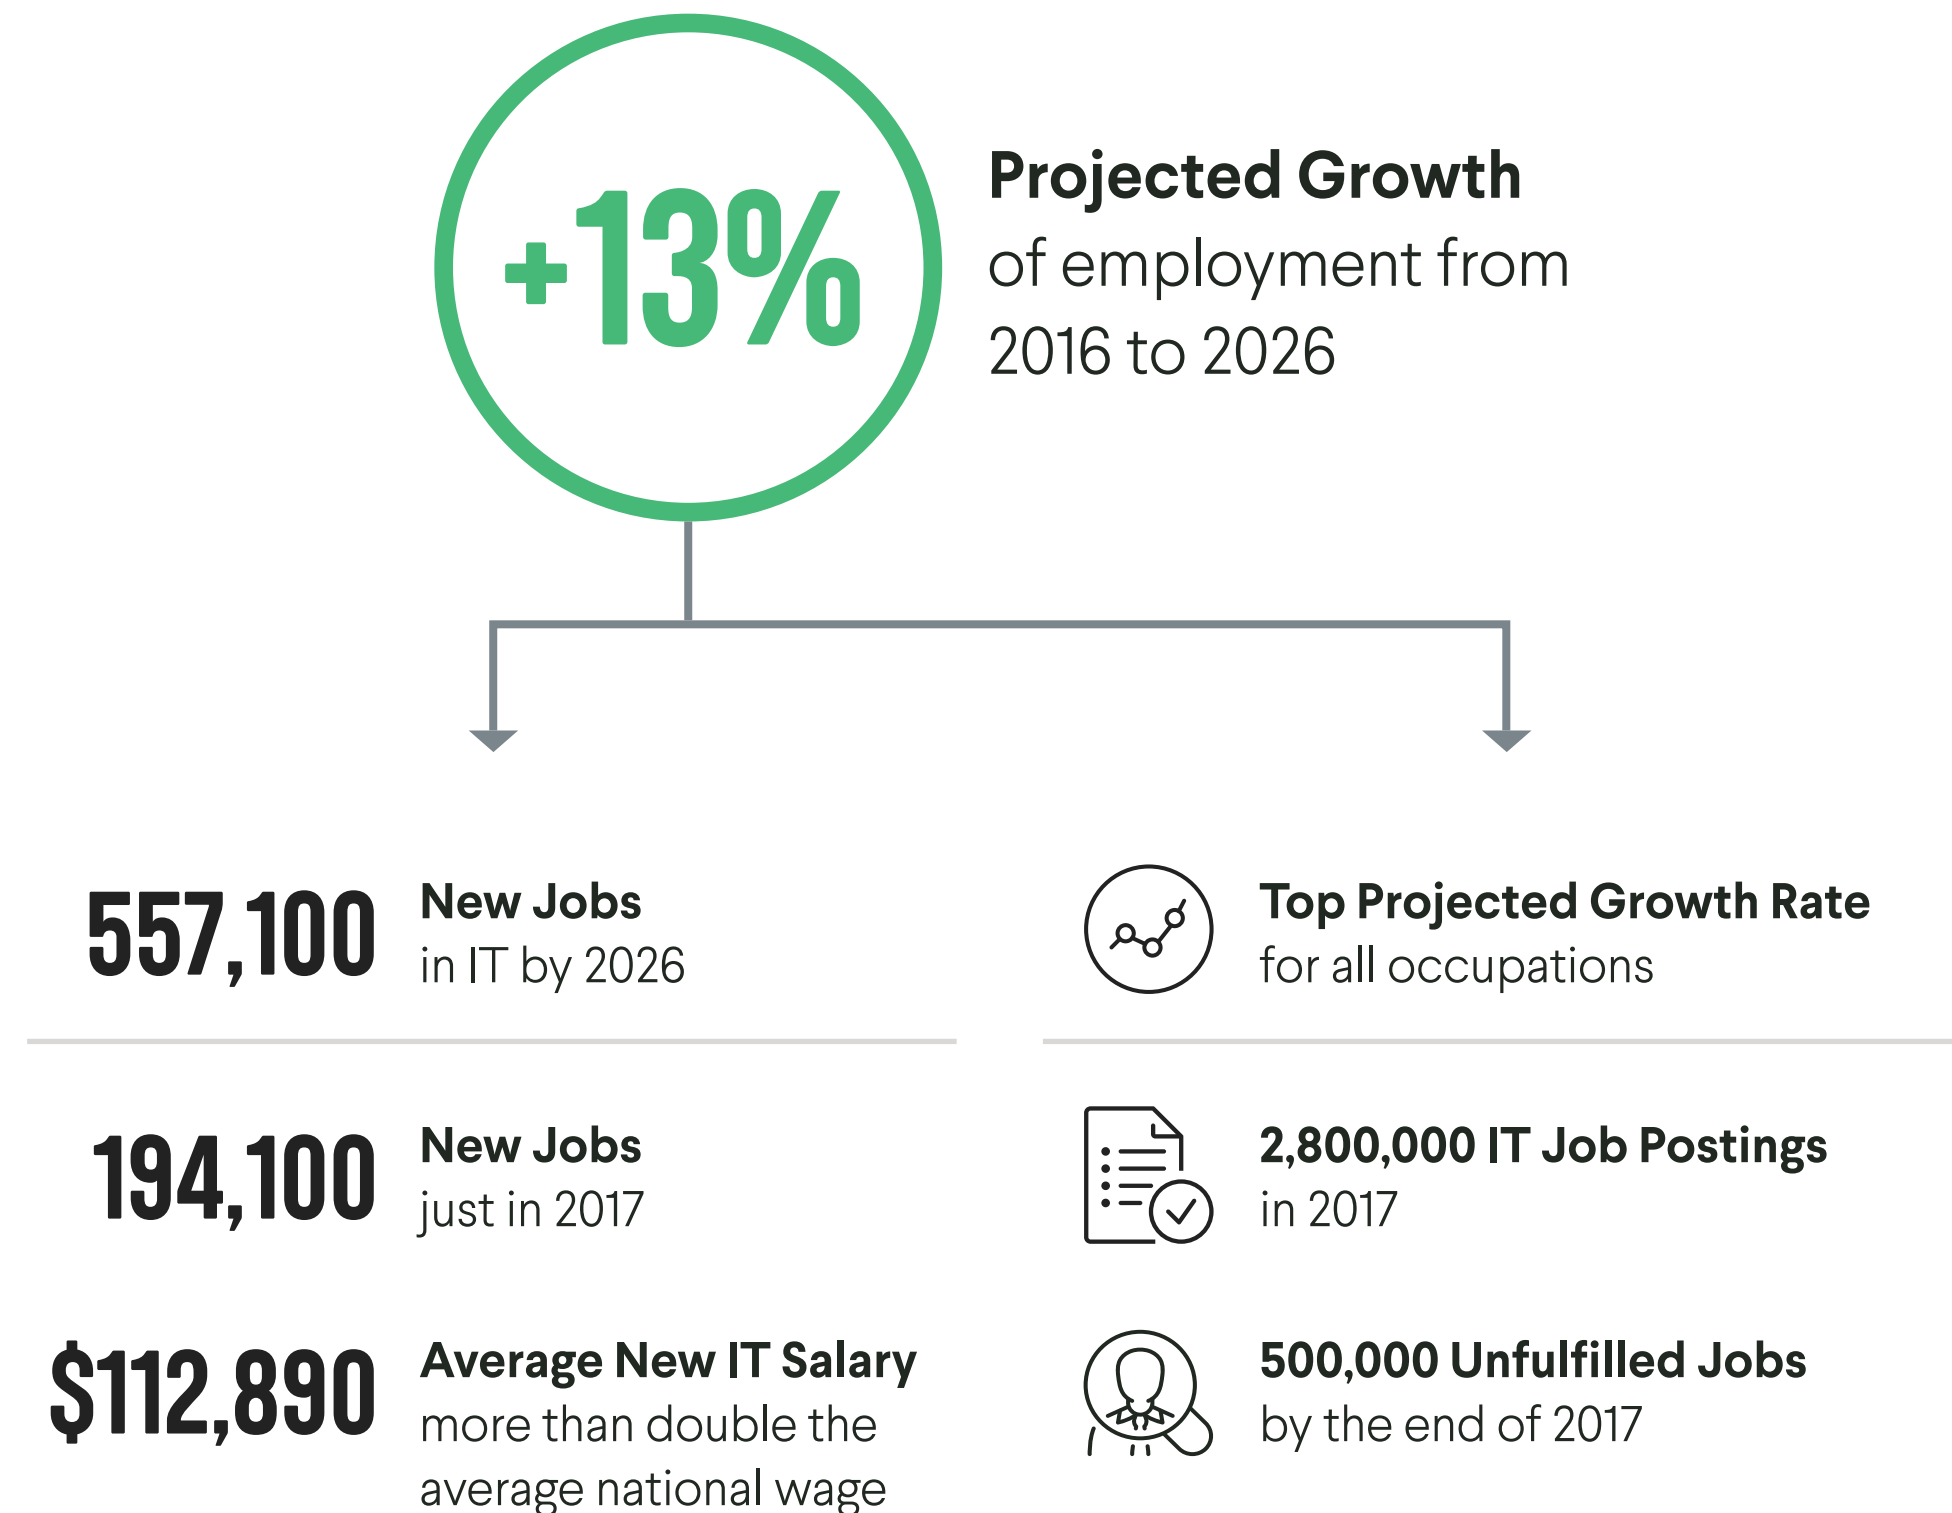 +13%
Projected Growth
of employment from
2016 to 2026
557,100
New Jobs
in IT by 2026
Top Projected Growth Rate
for all occupations
194,100
New Jobs
just in 2017
2,800,000 IT Job Postings
in 2017
$112,890
Average New IT Salary
more than double the
average national wage
500,000 Unfulfilled Jobs
by the end of 2017